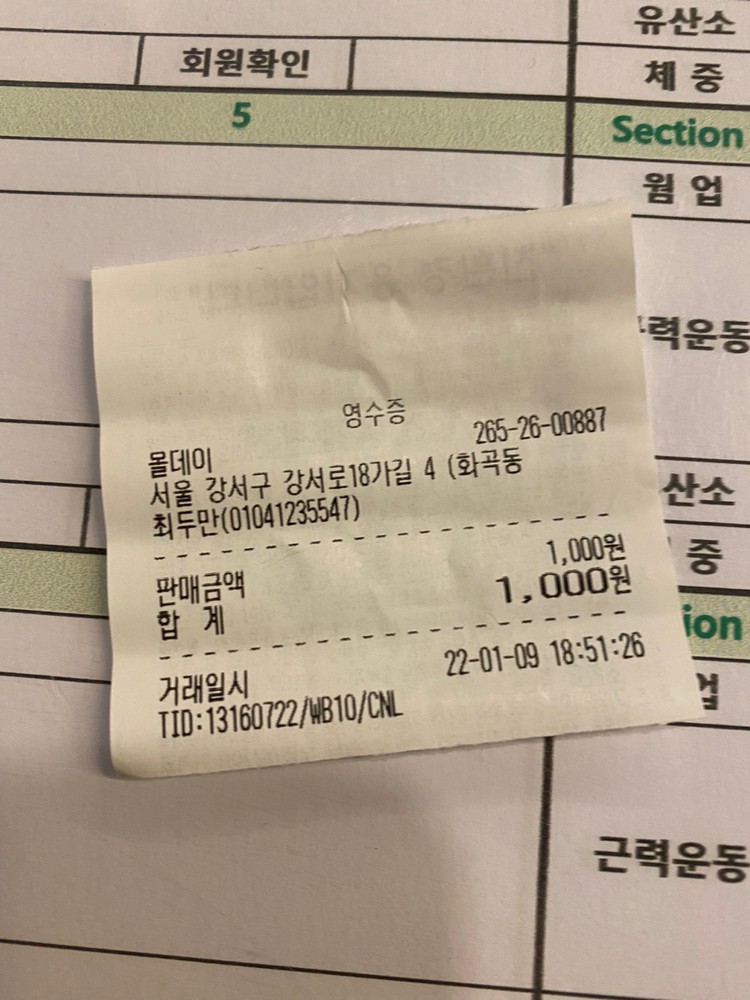 유산소
회원확인
체 중
5
Section
웜 업
력운동
영수증
몰데이 265-26-00887
서울 강서구 강서로18가길 4 (화곡동
최두만(01041235547)
산소
판매금액 1,000원
중
합 계 1,000원
ion
거래일시 22-01-09 18:51:26
업
TID:13160722/WB10/CNL
근력운동